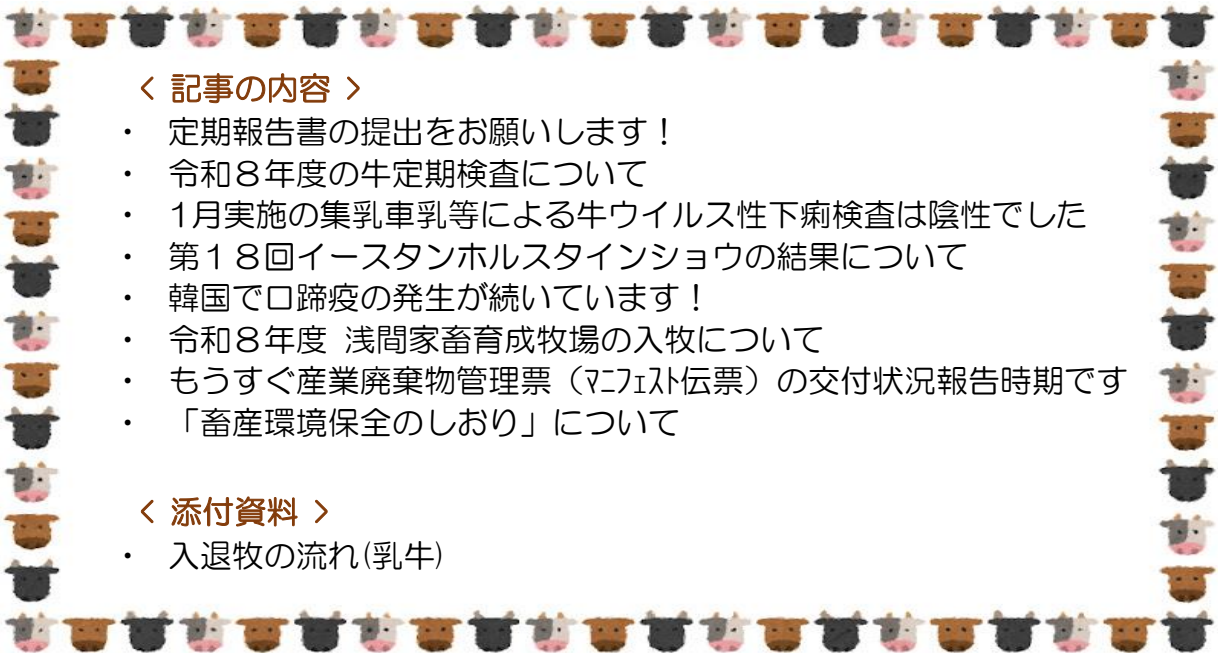 < 記事の内容 >
・ 定期報告書の提出をお願いします！
・ 令和８年度の牛定期検査について
・ 1月実施の集乳車乳等による牛ウイルス性下痢検査は陰性でした
・ 第１８回イースタンホルスタインショウの結果について
・ 韓国で口蹄疫の発生が続いています！
・ 令和８年度 浅間家畜育成牧場の入牧について
・ もうすぐ産業廃棄物管理票（ﾏﾆﾌｪｽﾄ伝票）の交付状況報告時期です
・ 「畜産環境保全のしおり」について
< 添付資料 >
・ 入退牧の流れ(乳牛)